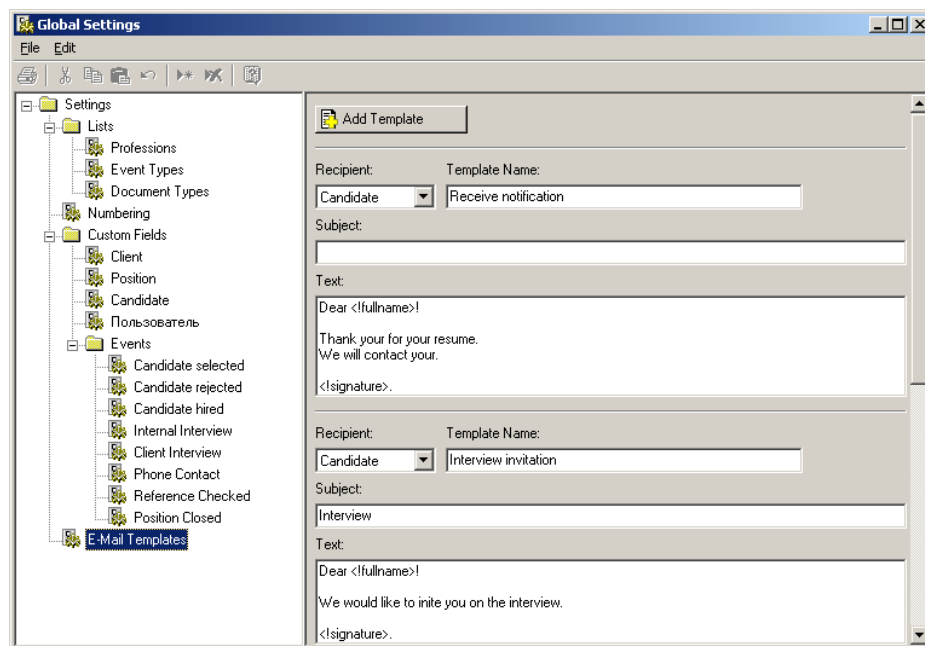 Global Settings
File Edit
Settings
Lists
Professions
Event Types
Document Types
Numbering
Custom Fields
Client
Position
Candidate
Пользователь
Events
Candidate selected
Candidate rejected
Candidate hired
Internal Interview
Client Interview
Phone Contact
Reference Checked
Position Closed
E-Mail Templates
Add Template
Recipient: Template Name:
Candidate Receive notification
Subject:
Text:
Dear <!fullname>!
Thank your for your resume.
We will contact your.
<!signature>.
Recipient: Template Name:
Candidate Interview invitation
Subject:
Interview
Text:
Dear <!fullname>!
We would like to inite you on the interview.
<!signature>.